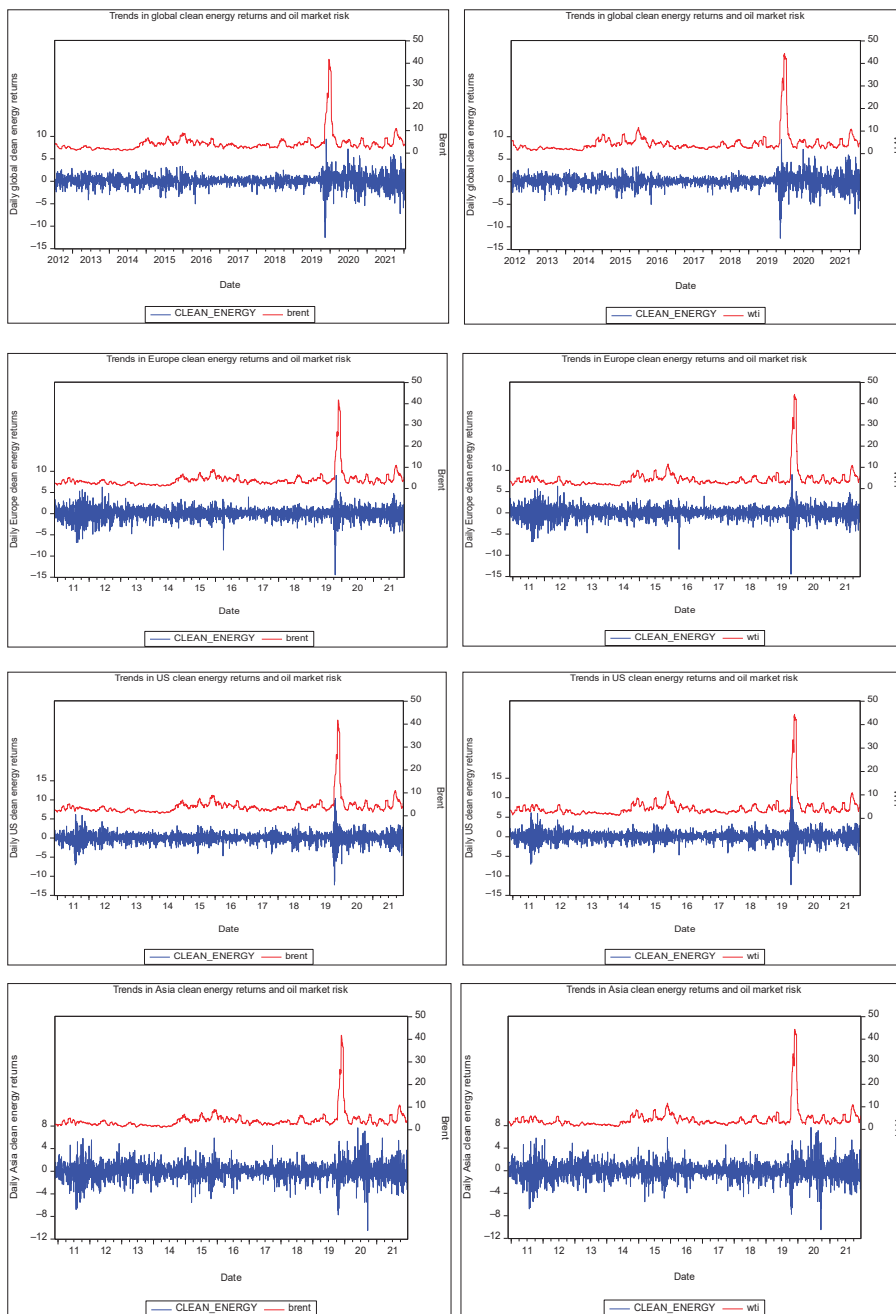 Trends in global clean energy returns and oil market risk
Daily global clean energy returns
10
5
0
−5
−10
−15
50
40
30
20
10
0
Brent
2012 2013 2014 2015 2016 2017 2018 2019 2020 2021
Date
CLEAN_ENERGY brent
Trends in global clean energy returns and oil market risk
Daily global clean energy returns
10
5
0
−5
−10
−15
50
40
30
20
10
0
2012 2013 2014 2015 2016 2017 2018 2019 2020 2021
Date
CLEAN_ENERGY wti
Trends in Europe clean energy returns and oil market risk
Daily Europe clean energy returns
10
5
0
−5
−10
−15
50
40
30
20
10
0
Brent
11 12 13 14 15 16 17 18 19 20 21
Date
CLEAN_ENERGY brent
Trends in Europe clean energy returns and oil market risk
Daily Europe clean energy returns
10
5
0
−5
−10
−15
50
40
30
20
10
0
11 12 13 14 15 16 17 18 19 20 21
Date
CLEAN_ENERGY wti
Trends in US clean energy returns and oil market risk
Daily US clean energy returns
15
10
5
0
−5
−10
−15
50
40
30
20
10
0
Brent
11 12 13 14 15 16 17 18 19 20 21
Date
CLEAN_ENERGY brent
Trends in US clean energy returns and oil market risk
Daily US clean energy returns
15
10
5
0
−5
−10
−15
50
40
30
20
10
0
11 12 13 14 15 16 17 18 19 20 21
Date
CLEAN_ENERGY wti
Trends in Asia clean energy returns and oil market risk
Daily Asia clean energy returns
8
4
0
−4
−8
−12
50
40
30
20
10
0
Brent
11 12 13 14 15 16 17 18 19 20 21
Date
CLEAN_ENERGY brent
Trends in Asia clean energy returns and oil market risk
Daily Asia clean energy returns
8
4
0
−4
−8
−12
50
40
30
20
10
0
11 12 13 14 15 16 17 18 19 20 21
Date
CLEAN_ENERGY wti